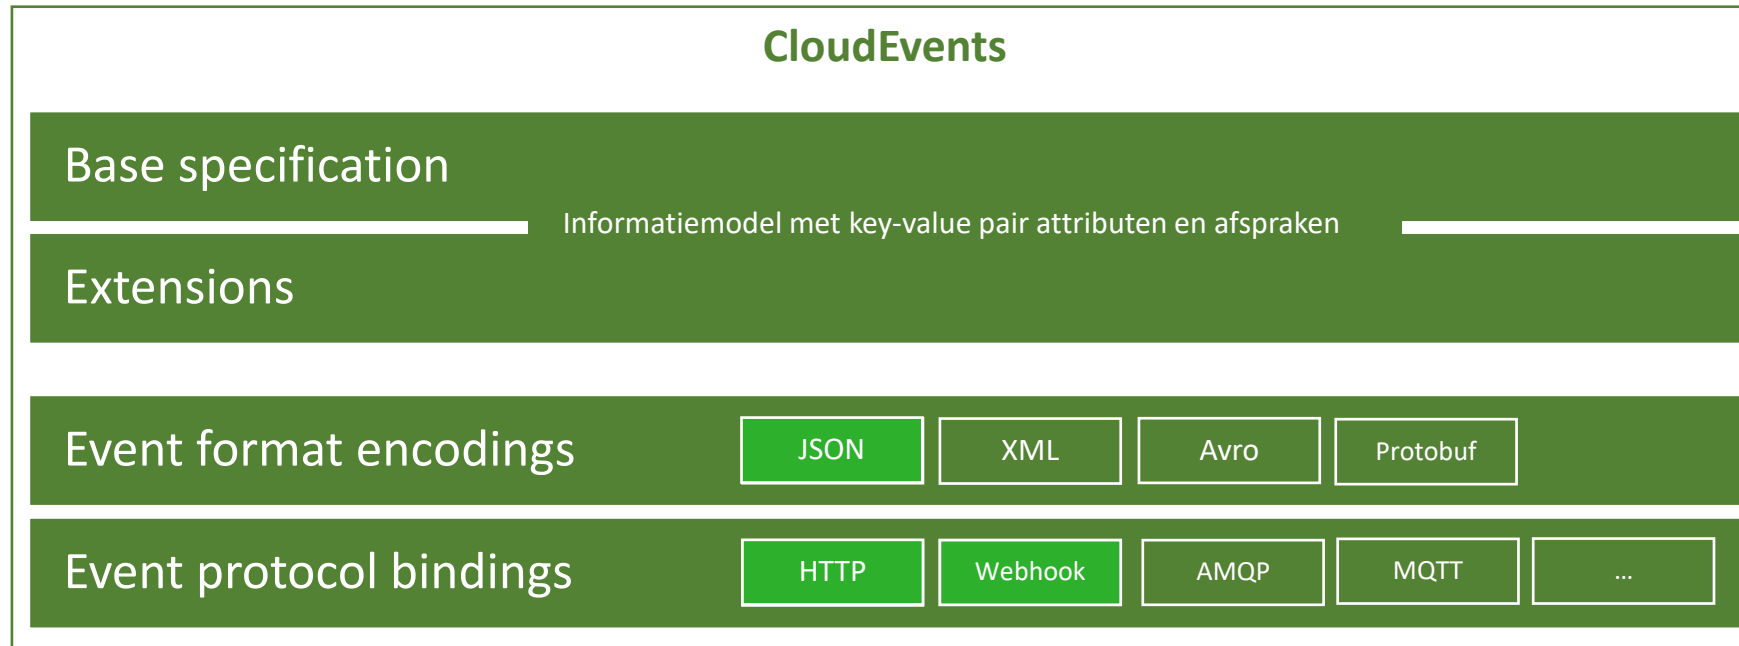 CloudEvents
Base specification
Informatiemodel met key-value pair attributen en afspraken
Extensions
Event format encodings
JSON
XML
Avro
Protobuf
Event protocol bindings
HTTP
Webhook
AMQP
MQTT
...